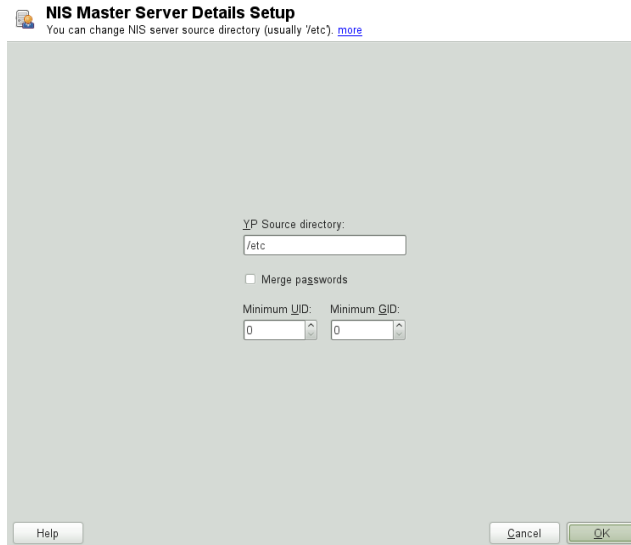 NIS Master Server Details Setup
You can change NIS server source directory (usually '/etc'). more
YP Source directory:
/etc
Merge passwords
Minimum UID: Minimum GID:
0 0
Help Cancel OK